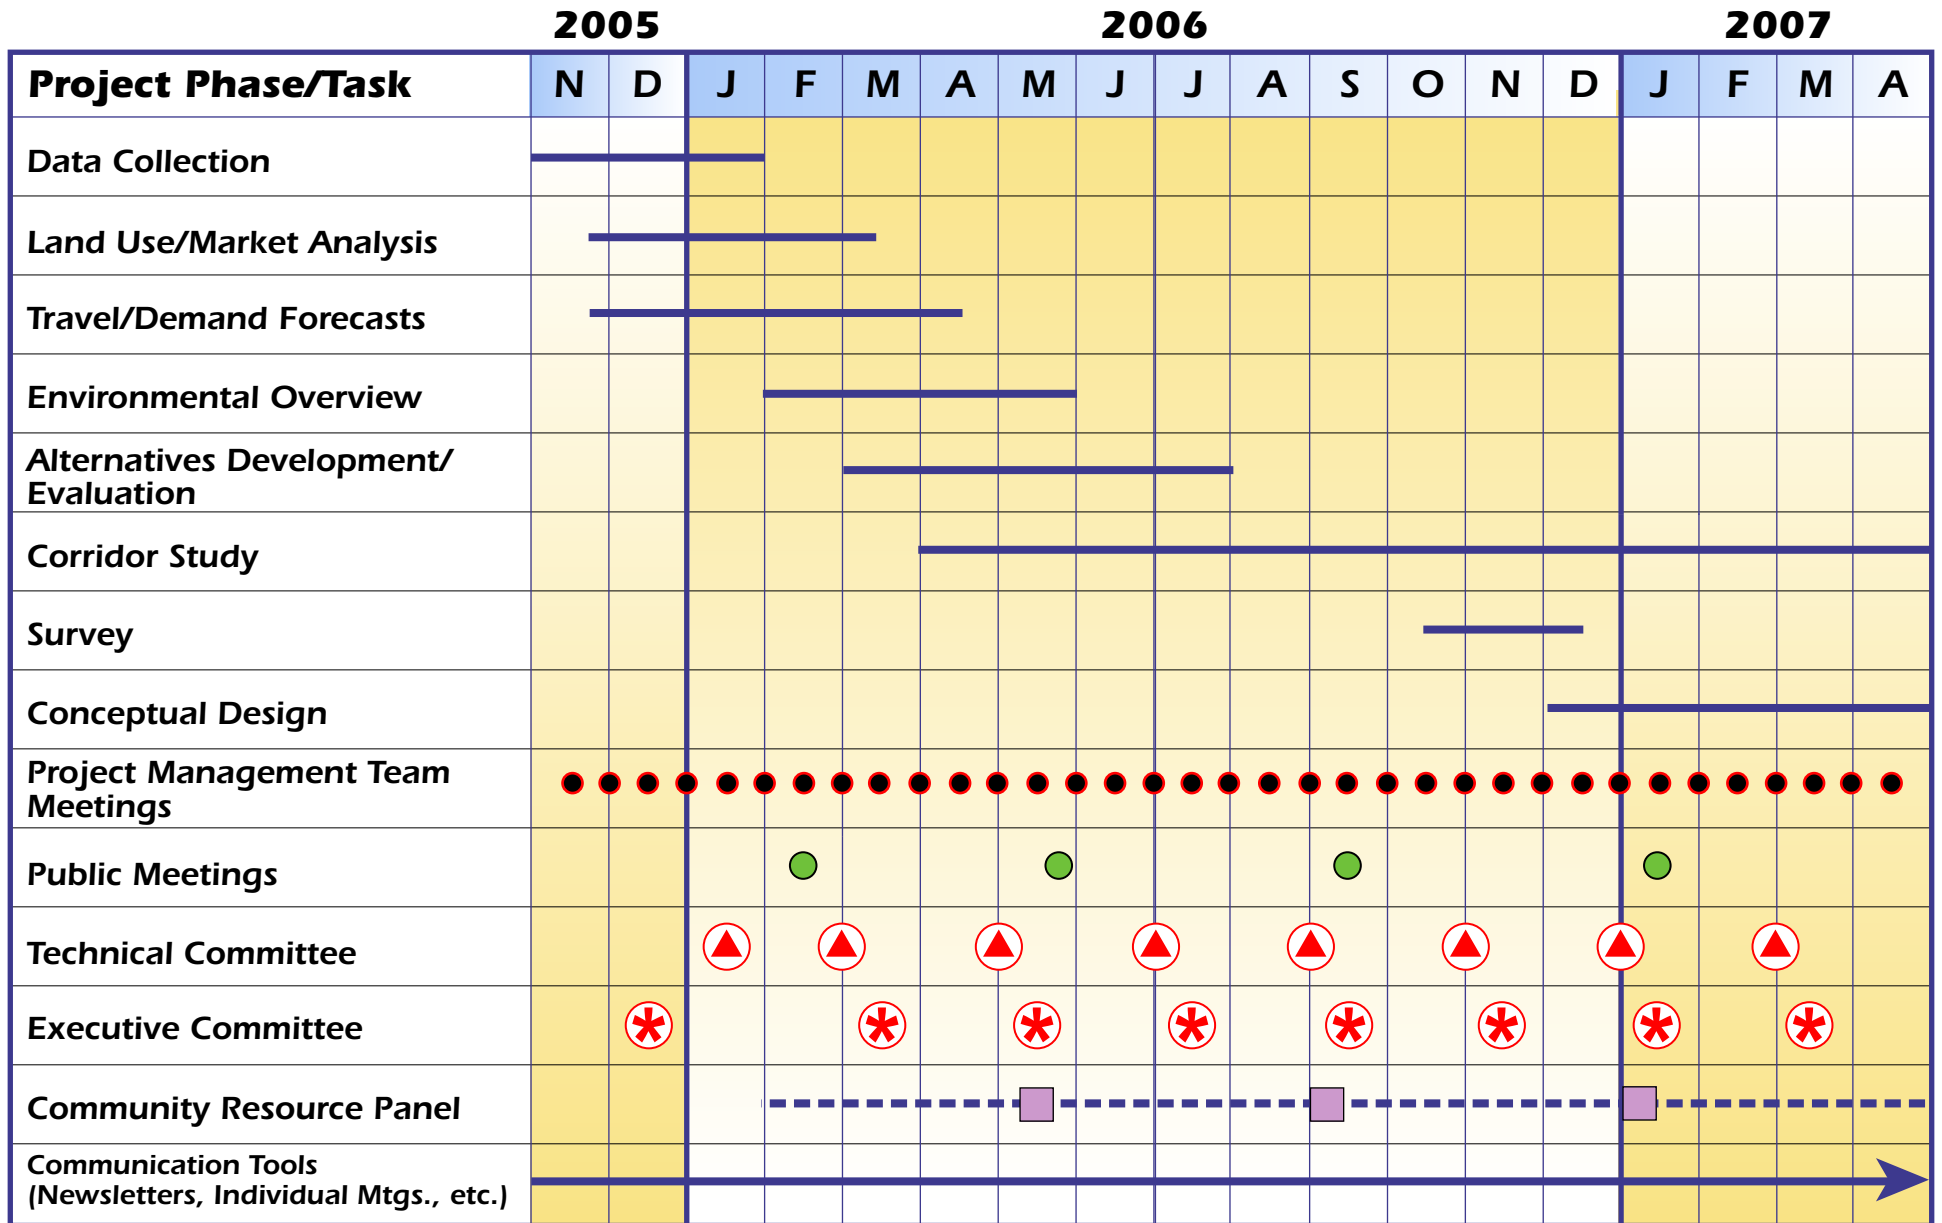 2005 2006 2007
Project Phase/Task N D J F M A M J J A S O N D J F M A
Data Collection
Land Use/Market Analysis
Travel/Demand Forecasts
Environmental Overview
Alternatives Development/
Evaluation
Corridor Study
Survey
Conceptual Design
Project Management Team
Meetings
Public Meetings
Technical Committee
Executive Committee
Community Resource Panel
Communication Tools
(Newsletters, Individual Mtgs., etc.)